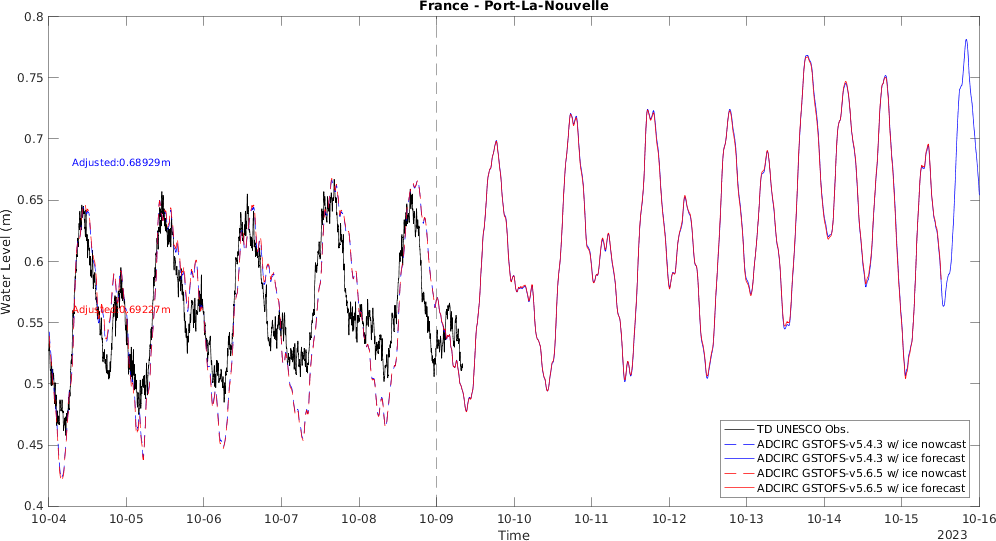 France - Port-La-Nouvelle
0.8
0.75
0.7
0.65
0.6
0.55
0.5
0.45
0.4
Water Level (m)
Adjusted:0.68929m
Adjusted:0.69227m
TD UNESCO Obs.
ADCIRC GSTOFS-v5.4.3 w/ ice nowcast
ADCIRC GSTOFS-v5.4.3 w/ ice forecast
ADCIRC GSTOFS-v5.6.5 w/ ice nowcast
ADCIRC GSTOFS-v5.6.5 w/ ice forecast
10-04 10-05 10-06 10-07 10-08 10-09 10-10 10-11 10-12 10-13 10-14 10-15 10-16
Time
2023